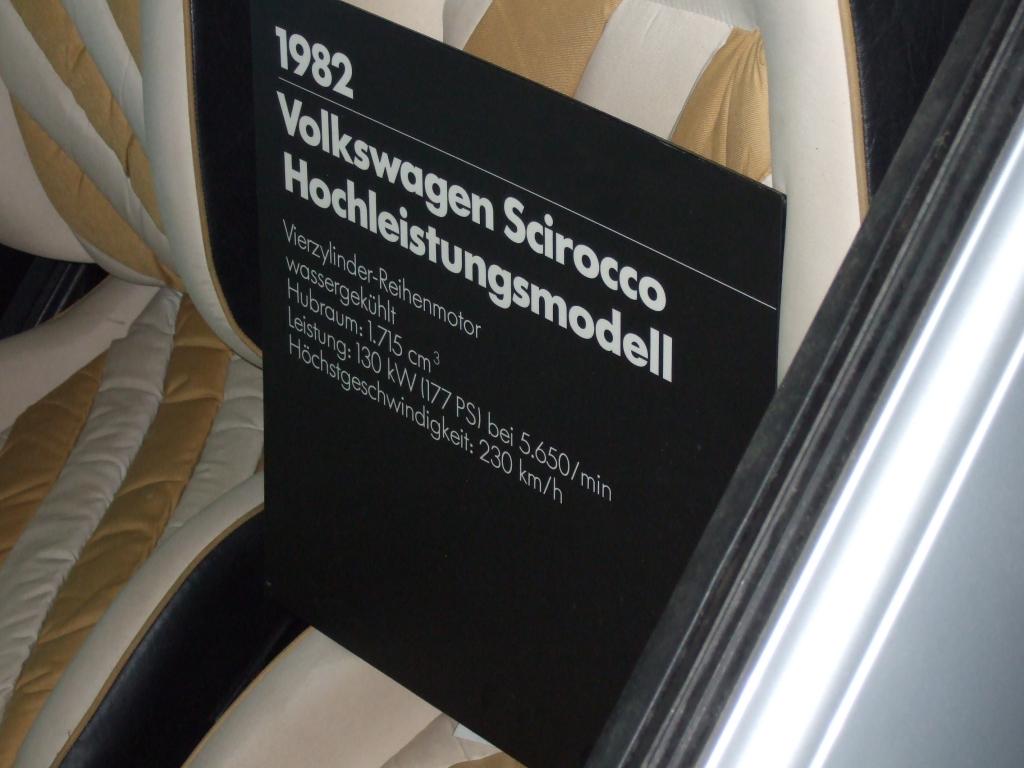 1982
Volkswagen Scirocco
Hochleistungsmodell
Vierzylinder-Reihenmotor
wassergekühlt
Hubraum: 1.715 cm³
Leistung: 130 kW (177 PS) bei 5.650/min
Höchstgeschwindigkeit: 230 km/h